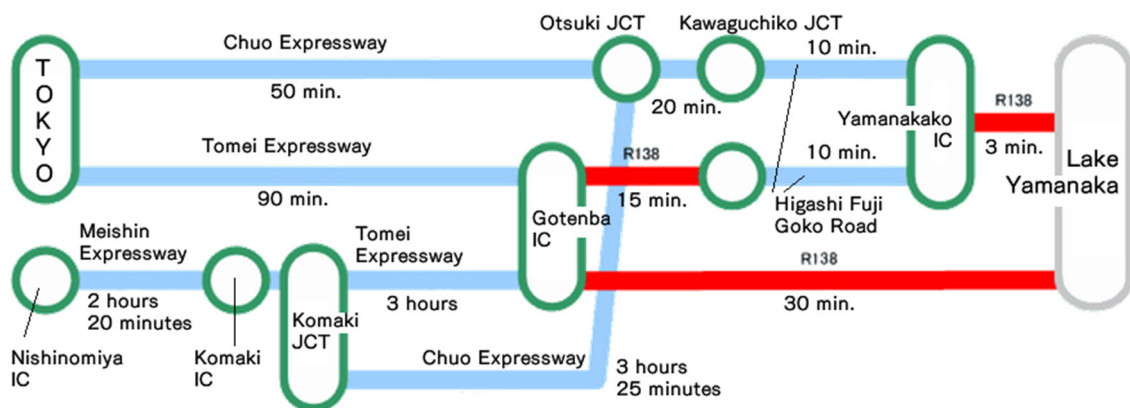 Otsuki JCT
Kawaguchiko JCT
Chuo Expressway
10 min.
TOKYO
50 min.
20 min.
R138
Yamanakako
IC
3 min.
Tomei Expressway
R138
10 min.
Lake
Yamanaka
90 min.
15 min.
Gotenba
IC
Higashi Fuji
Goko Road
Meishin
Expressway
Tomei
Expressway
R138
2 hours
20 minutes
3 hours
30 min.
Komaki
JCT
Nishinomiya
IC
Komaki
IC
Chuo Expressway
3 hours
25 minutes